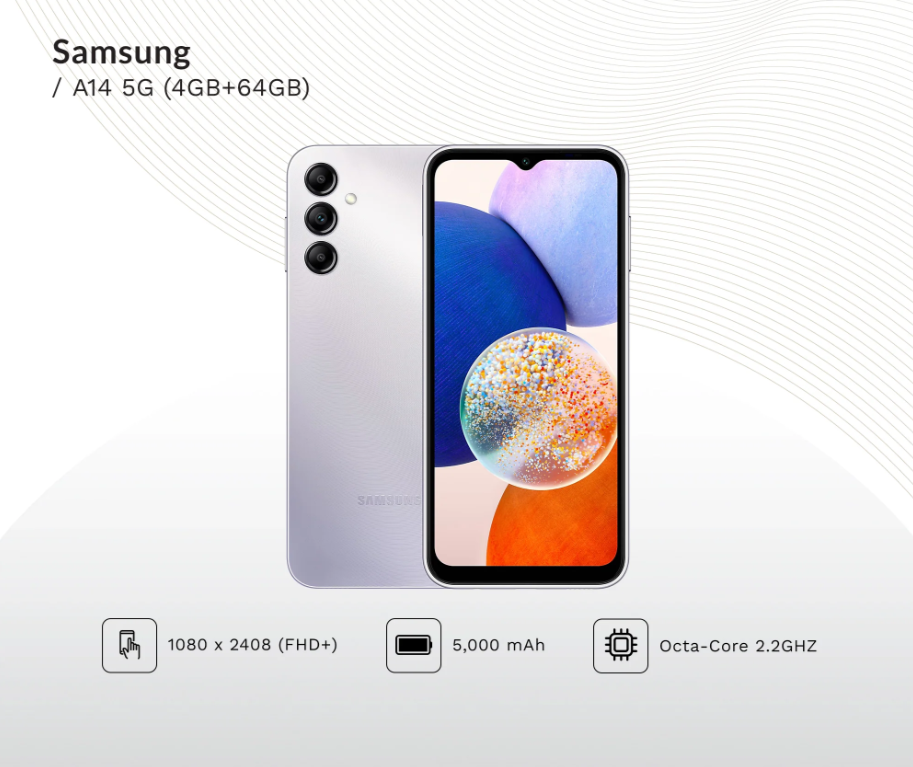 Samsung
/ A14 5G (4GB+64GB)
SAMSUNG
1080 x 2408 (FHD+)
5,000 mAh
Octa-Core 2.2GHZ